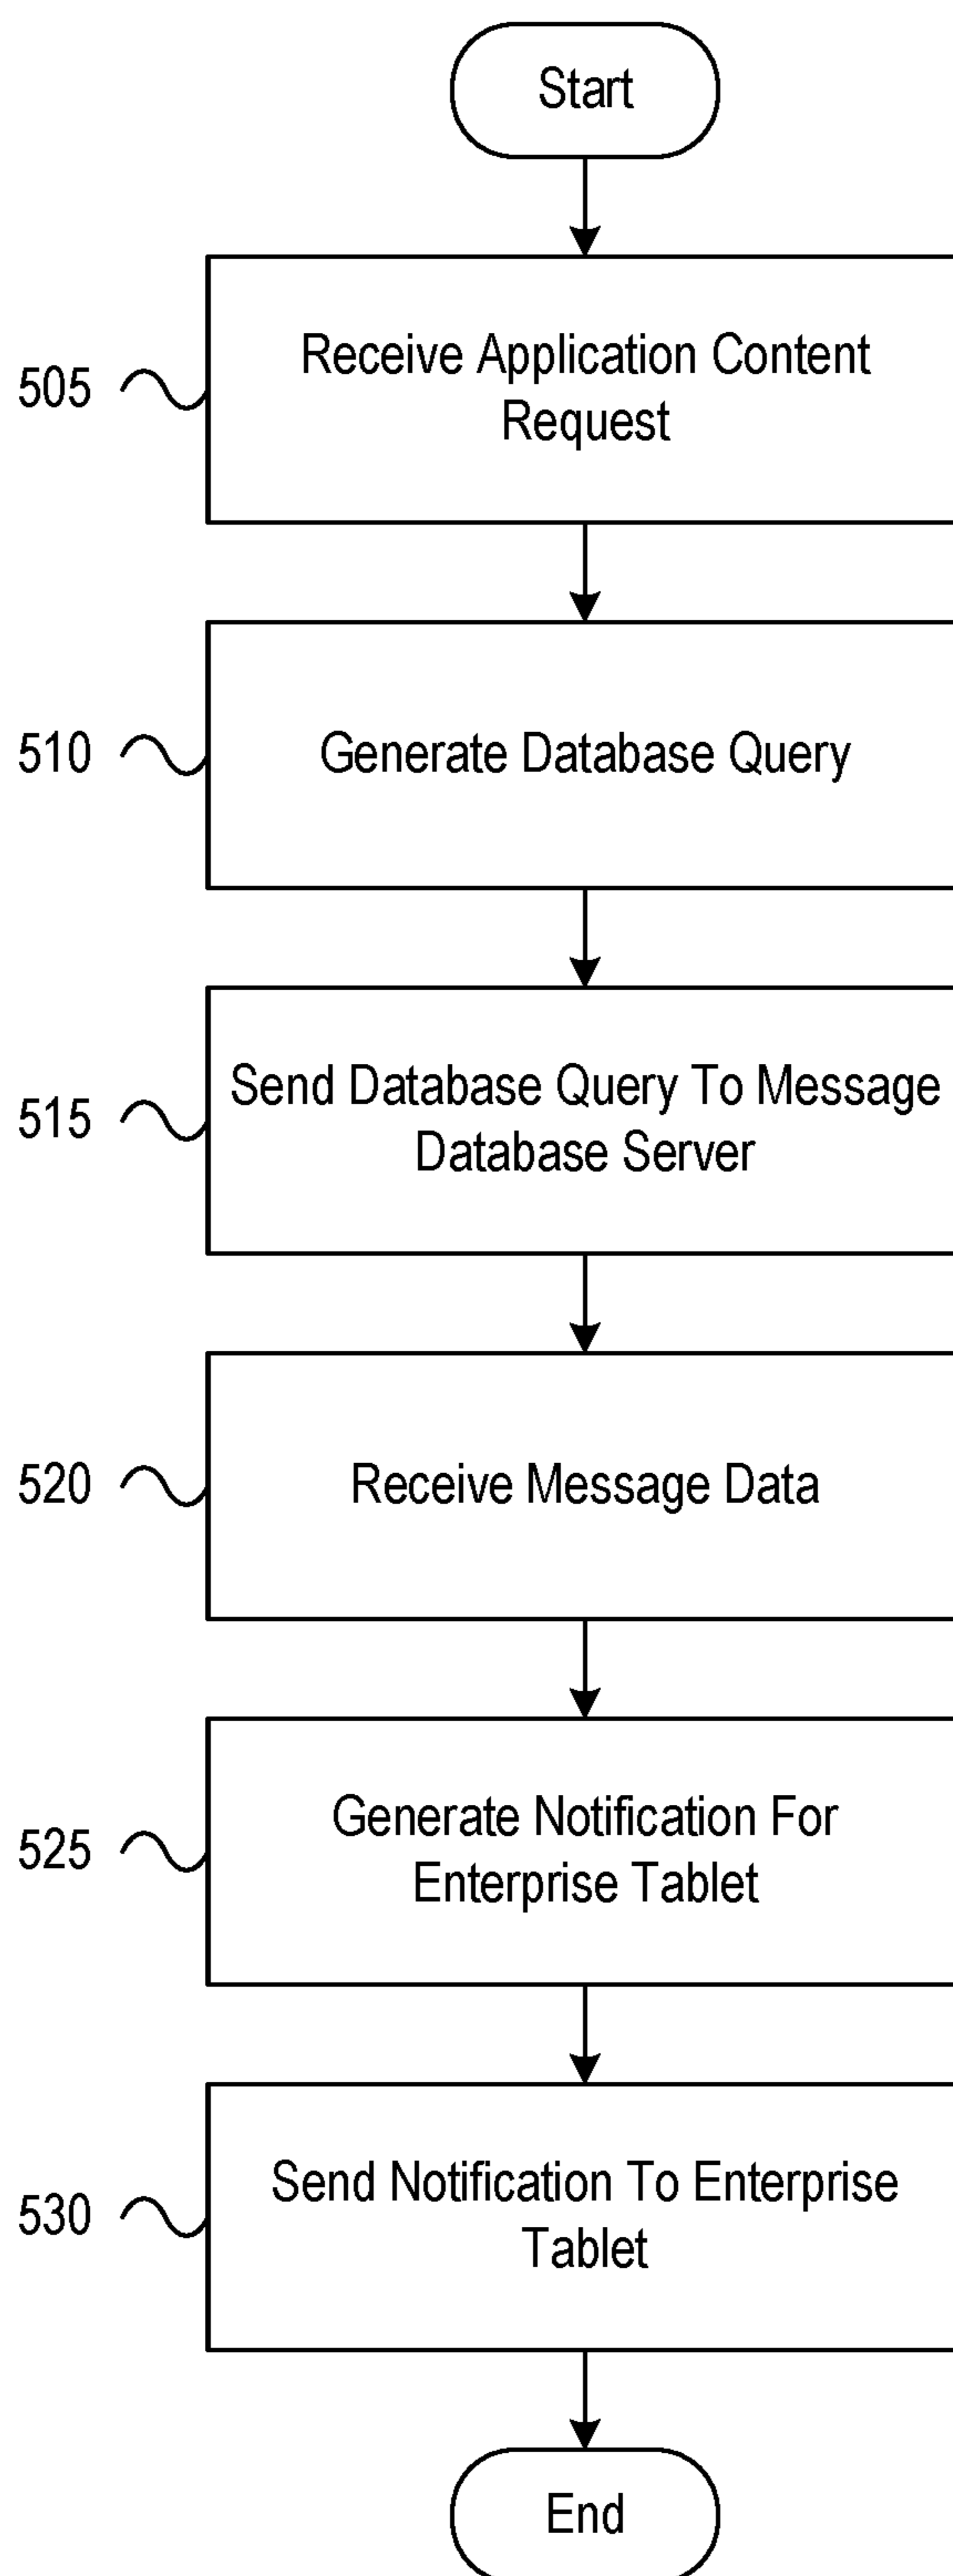 Start
505
Receive Application Content
Request
510
Generate Database Query
515
Send Database Query To Message
Database Server
520
Receive Message Data
525
Generate Notification For
Enterprise Tablet
530
Send Notification To Enterprise
Tablet
End